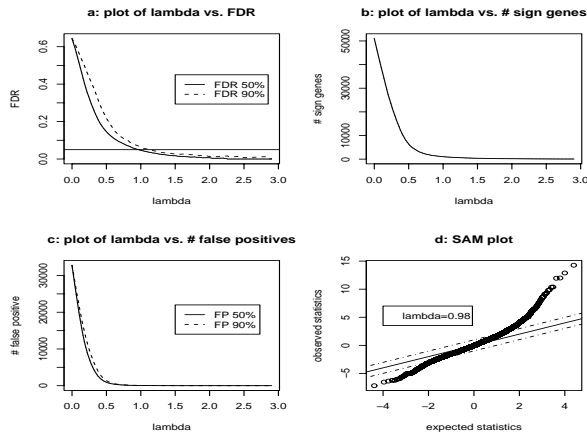 a: plot of lambda vs. FDR
FDR
0.0 0.2 0.4 0.6
FDR 50%
FDR 90%
0.0 0.5 1.0 1.5 2.0 2.5 3.0
lambda
b: plot of lambda vs. # sign genes
# sign genes
0 10000 30000 50000
0.0 0.5 1.0 1.5 2.0 2.5 3.0
lambda
c: plot of lambda vs. # false positives
# false positive
0 10000 20000 30000
FP 50%
FP 90%
0.0 0.5 1.0 1.5 2.0 2.5 3.0
lambda
d: SAM plot
observed statistics
-5 0 5 10 15
lambda=0.98
-4 -2 0 2 4
expected statistics